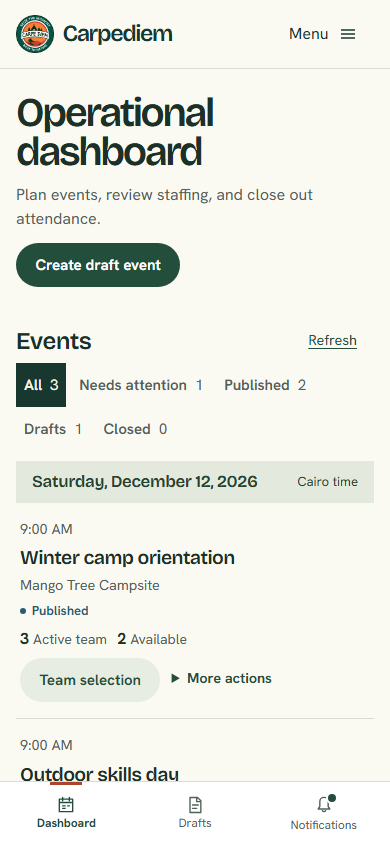 CARPE DIEM
Carpediem
Menu
Operational
dashboard
Plan events, review staffing, and close out
attendance.
Create draft event
Events
Refresh
All 3
Needs attention 1
Published 2
Drafts 1
Closed 0
Saturday, December 12, 2026
Cairo time
9:00 AM
Winter camp orientation
Mango Tree Campsite
Published
3 Active team 2 Available
Team selection
More actions
9:00 AM
Outdoor skills day
Dashboard
Drafts
Notifications